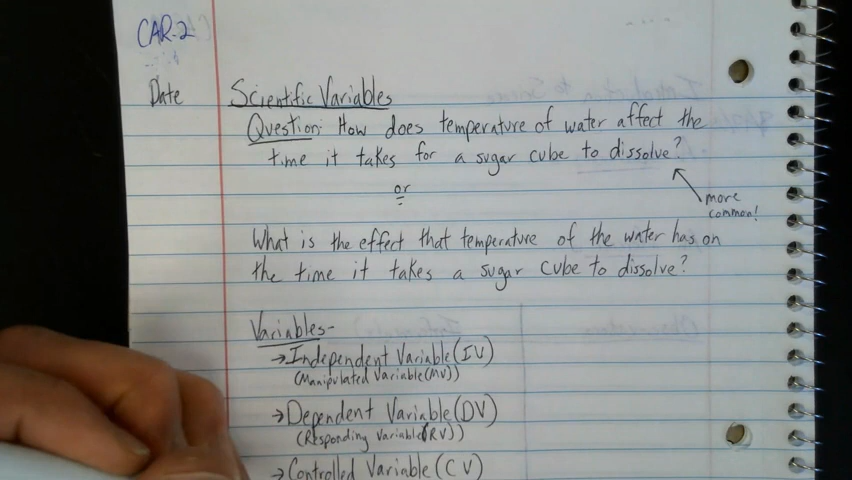 CAR-2
Date
Scientific Variables
Question: How does temperature of water affect the
time it takes for a sugar cube to dissolve?
or
more
common!
What is the effect that temperature of the water has on
the time it takes a sugar cube to dissolve?
Variables-
→Independent Variable (IV)
(Manipulated Variable (MV))
→Dependent Variable (DV)
(Responding Variable (RV))
→Controlled Variable (CV)